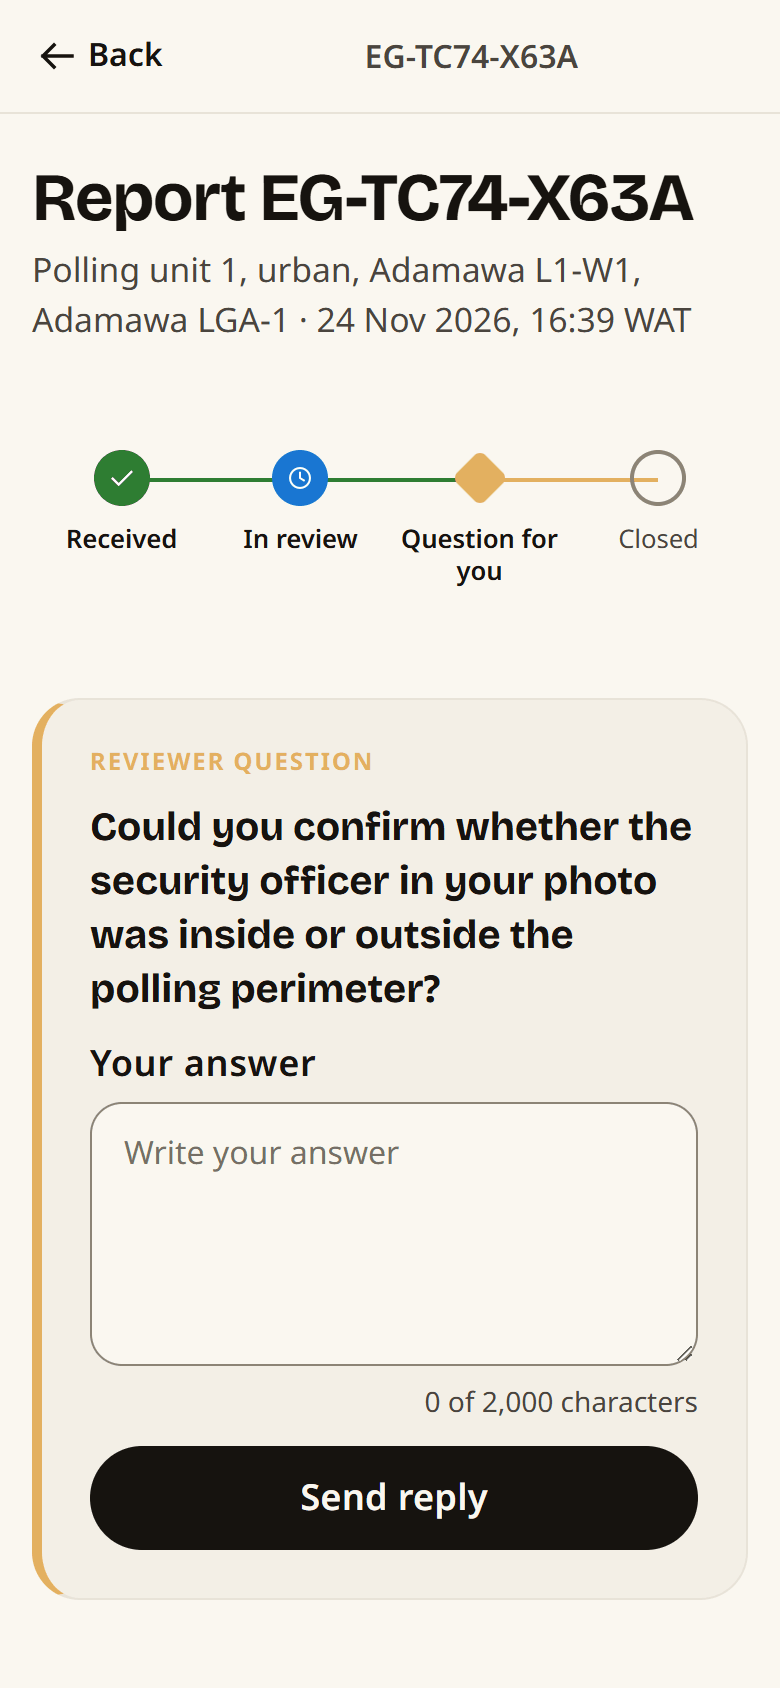 Back
EG-TC74-X63A
Report EG-TC74-X63A
Polling unit 1, urban, Adamawa L1-W1,
Adamawa LGA-1 · 24 Nov 2026, 16:39 WAT
Received
In review
Question for
you
Closed
REVIEWER QUESTION
Could you confirm whether the
security officer in your photo
was inside or outside the
polling perimeter?
Your answer
Write your answer
0 of 2,000 characters
Send reply